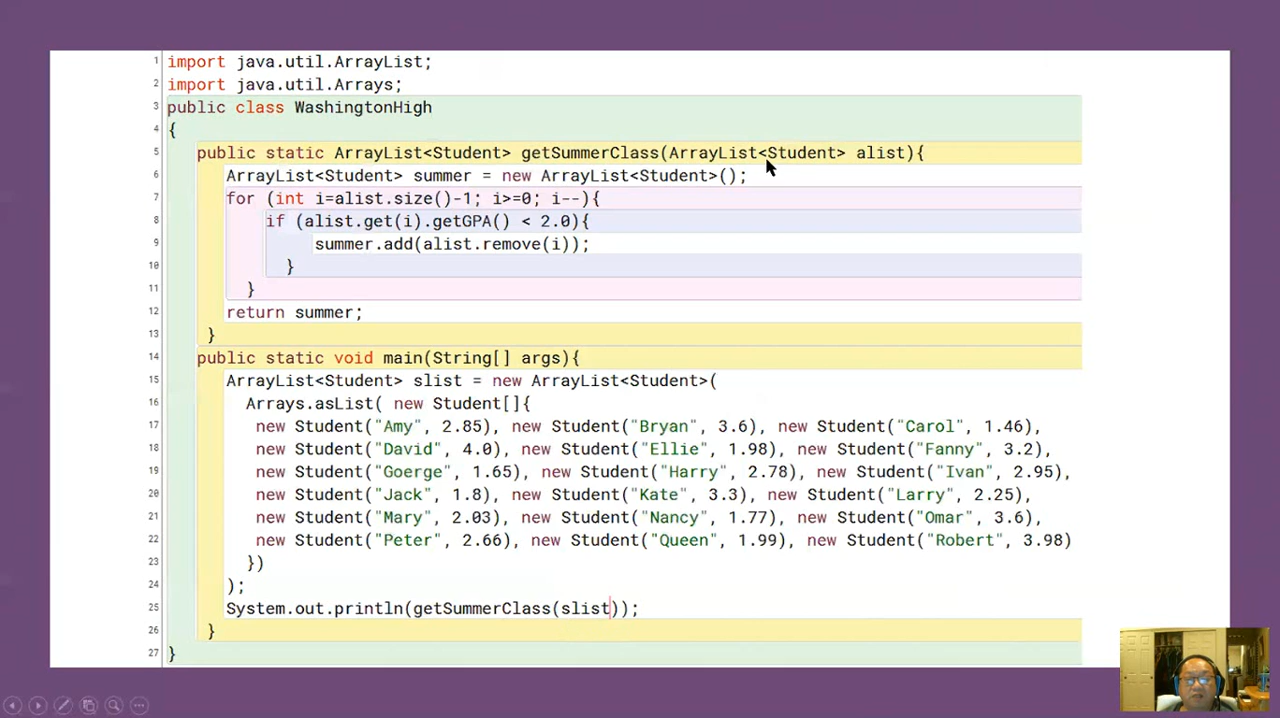 1 import java.util.ArrayList;
2 import java.util.Arrays;
3 public class WashingtonHigh
4 {
5 public static ArrayList<Student> getSummerClass(ArrayList<Student> alist){
6 ArrayList<Student> summer = new ArrayList<Student>();
7 for (int i=alist.size()-1; i>=0; i--){
8 if (alist.get(i).getGPA() < 2.0){
9 summer.add(alist.remove(i));
10 }
11 }
12 return summer;
13 }
14 public static void main(String[] args){
15 ArrayList<Student> slist = new ArrayList<Student>(
16 Arrays.asList( new Student[]{
17 new Student("Amy", 2.85), new Student("Bryan", 3.6), new Student("Carol", 1.46),
18 new Student("David", 4.0), new Student("Ellie", 1.98), new Student("Fanny", 3.2),
19 new Student("Goerge", 1.65), new Student("Harry", 2.78), new Student("Ivan", 2.95),
20 new Student("Jack", 1.8), new Student("Kate", 3.3), new Student("Larry", 2.25),
21 new Student("Mary", 2.03), new Student("Nancy", 1.77), new Student("Omar", 3.6),
22 new Student("Peter", 2.66), new Student("Queen", 1.99), new Student("Robert", 3.98)
23 })
24 );
25 System.out.println(getSummerClass(slist));
26 }
27 }